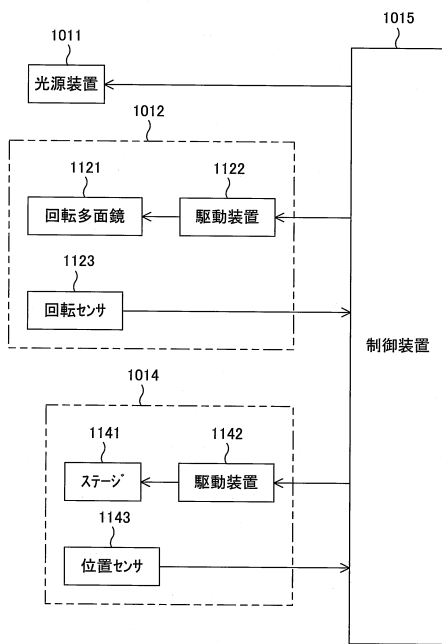 1015
1011
光源装置
1012
1121
1122
回転多面鏡
駆動装置
1123
回転センサ
制御装置
1014
1141
1142
ステージ
駆動装置
1143
位置センサ